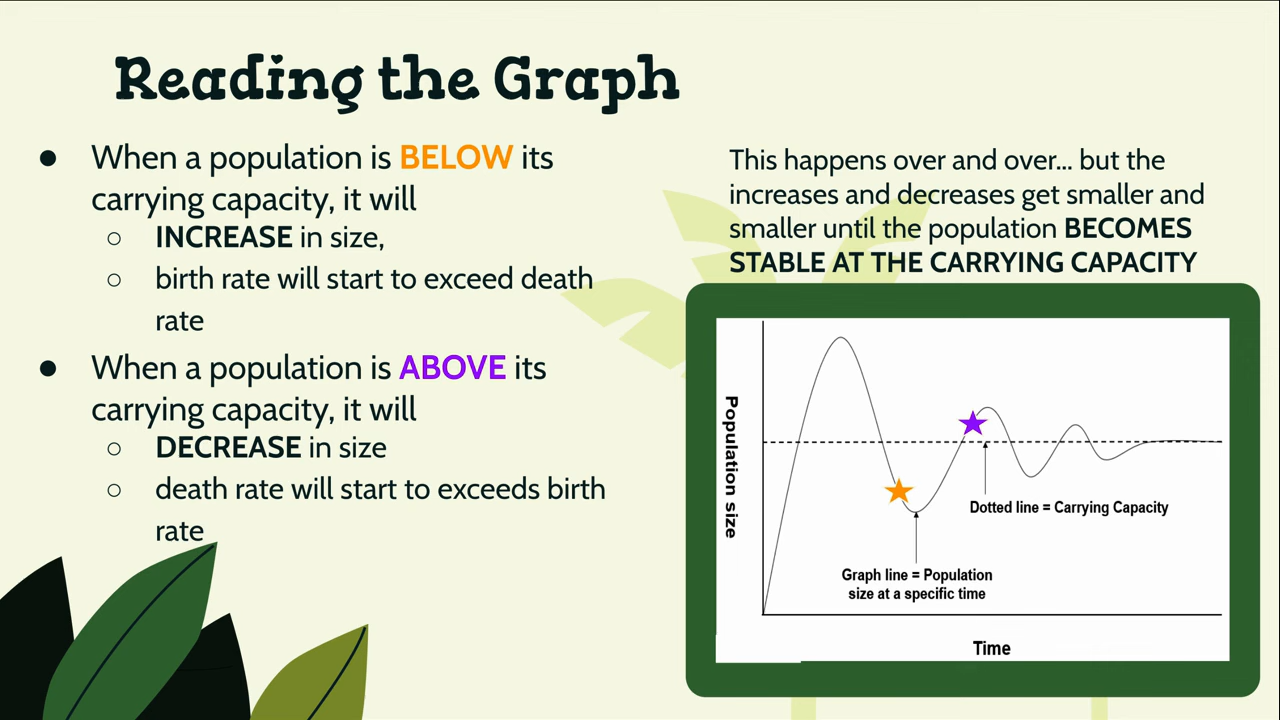 Reading the Graph
● When a population is BELOW its
carrying capacity, it will
○ INCREASE in size,
○ birth rate will start to exceed death
rate
● When a population is ABOVE its
carrying capacity, it will
○ DECREASE in size
○ death rate will start to exceeds birth
rate
This happens over and over... but the
increases and decreases get smaller and
smaller until the population BECOMES
STABLE AT THE CARRYING CAPACITY
Population size
Dotted line = Carrying Capacity
Graph line = Population
size at a specific time
Time